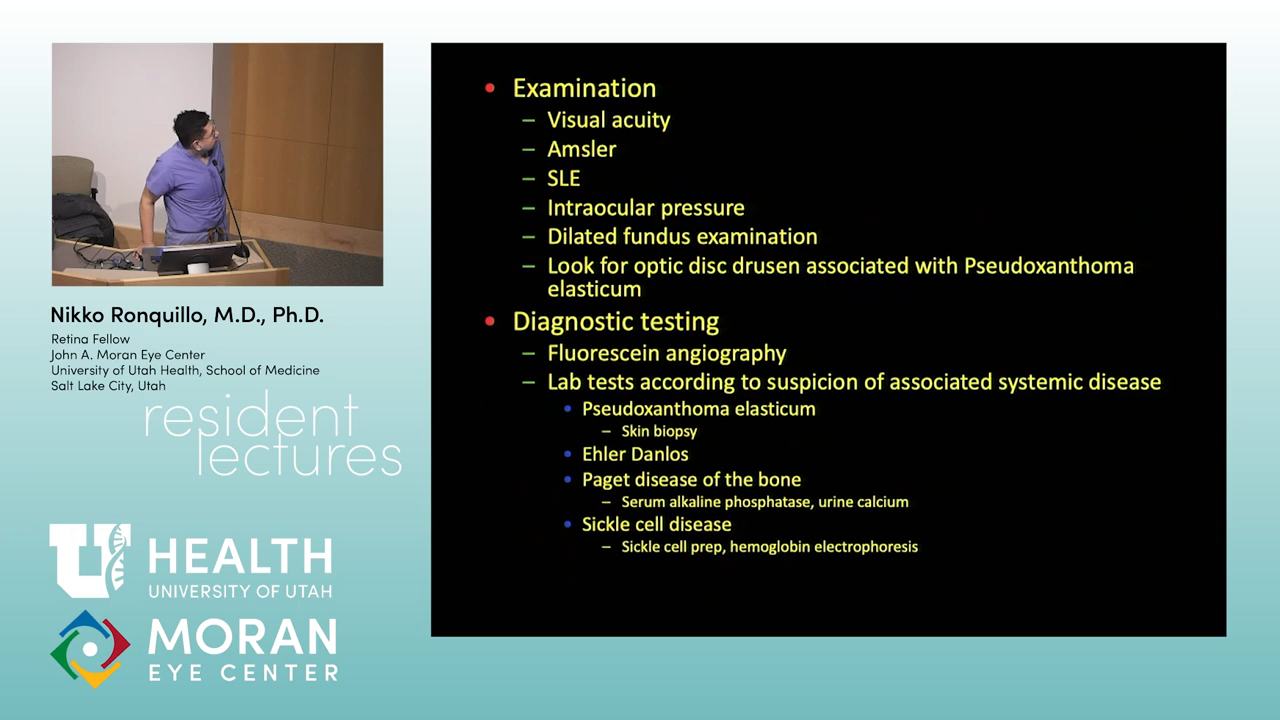 Nikko Ronquillo, M.D., Ph.D.
Retina Fellow
John A. Moran Eye Center
University of Utah Health, School of Medicine
Salt Lake City, Utah
resident
lectures
U HEALTH
UNIVERSITY OF UTAH
MORAN
EYE CENTER
• Examination
– Visual acuity
– Amsler
– SLE
– Intraocular pressure
– Dilated fundus examination
– Look for optic disc drusen associated with Pseudoxanthoma
elasticum
• Diagnostic testing
– Fluorescein angiography
– Lab tests according to suspicion of associated systemic disease
• Pseudoxanthoma elasticum
– Skin biopsy
• Ehler Danlos
• Paget disease of the bone
– Serum alkaline phosphatase, urine calcium
• Sickle cell disease
– Sickle cell prep, hemoglobin electrophoresis